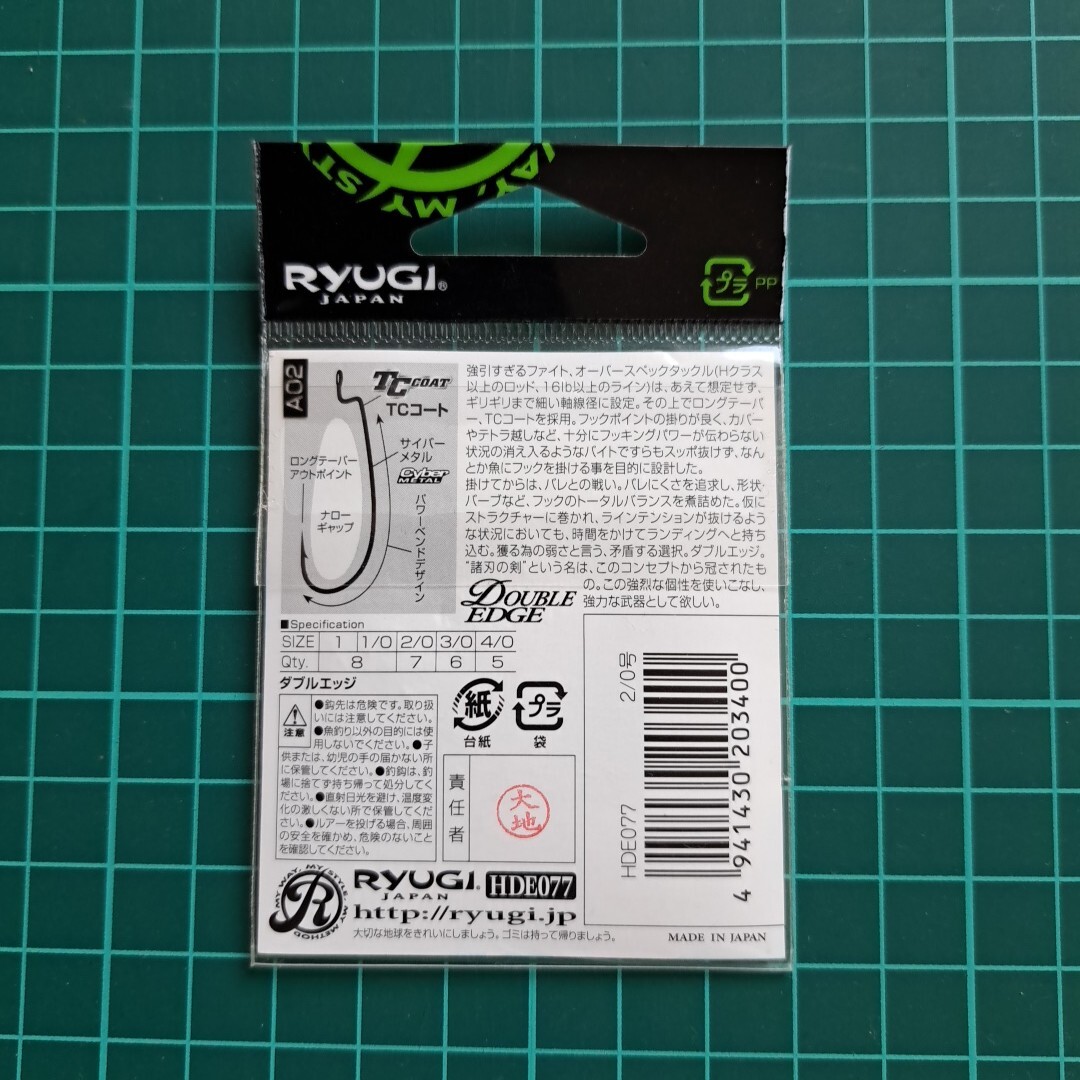 AY, MY ST
RYUGI®
JAPAN
プラ PP
A02
TC COAT
TCコート
サイバー
メタル
Cyber
METAL
ロングテーパー
アウトポイント
ナロー
ギャップ
パワーベンドデザイン
強引すぎるファイト、オーバースペックタックル(Hクラス
以上のロッド、16lb以上のライン)は、あえて想定せず、
ギリギリまで細い軸線径に設定。その上でロングテーパ
ー、TCコートを採用。フックポイントの掛りが良く、カバー
やテトラ越しなど、十分にフッキングパワーが伝わらない
状況の消え入るようなバイトですらもスッポ抜けず、なん
とか魚にフックを掛ける事を目的に設計した。
掛けてからは、バレとの戦い。バレにくさを追求し、形状・
バーブなど、フックのトータルバランスを煮詰めた。仮に
ストラクチャーに巻かれ、ラインテンションが抜けるよう
な状況においても、時間をかけてランディングへと持ち
込む。獲る為の弱さと言う、矛盾する選択。ダブルエッジ。
"諸刃の剣"という名は、このコンセプトから冠されたも
の。この強烈な個性を使いこなし、
強力な武器として欲しい。
DOUBLE
EDGE
■Specification
SIZE 1 1/0 2/0 3/0 4/0
Qty. 8 7 6 5
ダブルエッジ
注意
●鈎先は危険です。取り扱
いには注意してください。
●魚釣り以外の目的には使
用しないでください。●子
供または、幼児の手の届かない所
に保管してください。●釣鈎は、釣
場に捨てず持ち帰って処分してく
ださい。●直射日光を避け、温度変
化の激しくない所で保管してくだ
さい。●ルアーを投げる場合、周囲
の安全を確かめ、危険のないこと
を確認してください。
紙
台紙
プラ
袋
責任者
大地
2/0号
HDE077
4 941430 203400
MY WAY, MY STYLE, MY METHOD
R
RYUGI®
JAPAN
HDE077
http://ryugi.jp
大切な地球をきれいにしましょう。ゴミは持って帰りましょう。
MADE IN JAPAN